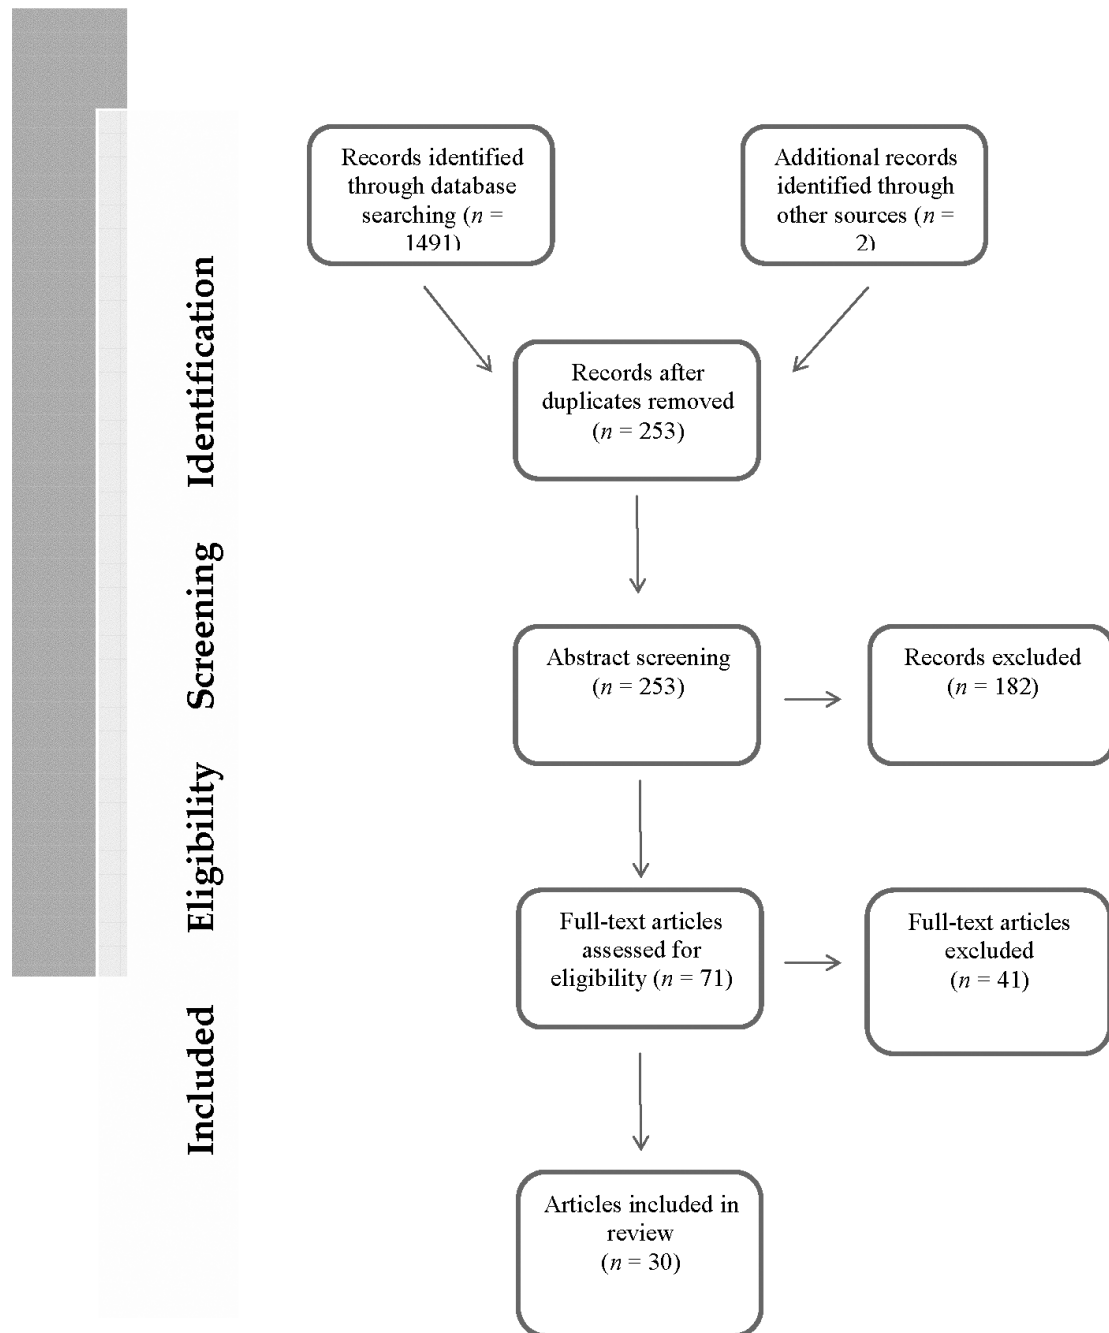 Records identified
through database
searching (n =
1491)
Additional records
identified through
other sources (n =
2)
Identification
Records after
duplicates removed
(n = 253)
Screening
Abstract screening
(n = 253)
Records excluded
(n = 182)
Eligibility
Full-text articles
assessed for
eligibility (n = 71)
Full-text articles
excluded
(n = 41)
Included
Articles included in
review
(n = 30)